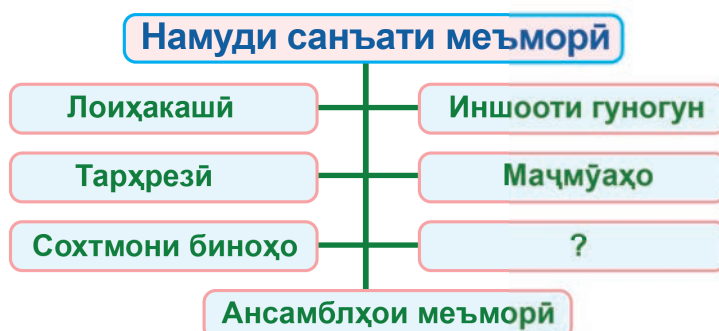 Намуди санъати меъморӣ
Лоиҳакашӣ
Иншооти гуногун
Тарҳрезӣ
Маҷмӯаҳо
Сохтмони биноҳо
?
Ансамблҳои меъморӣ